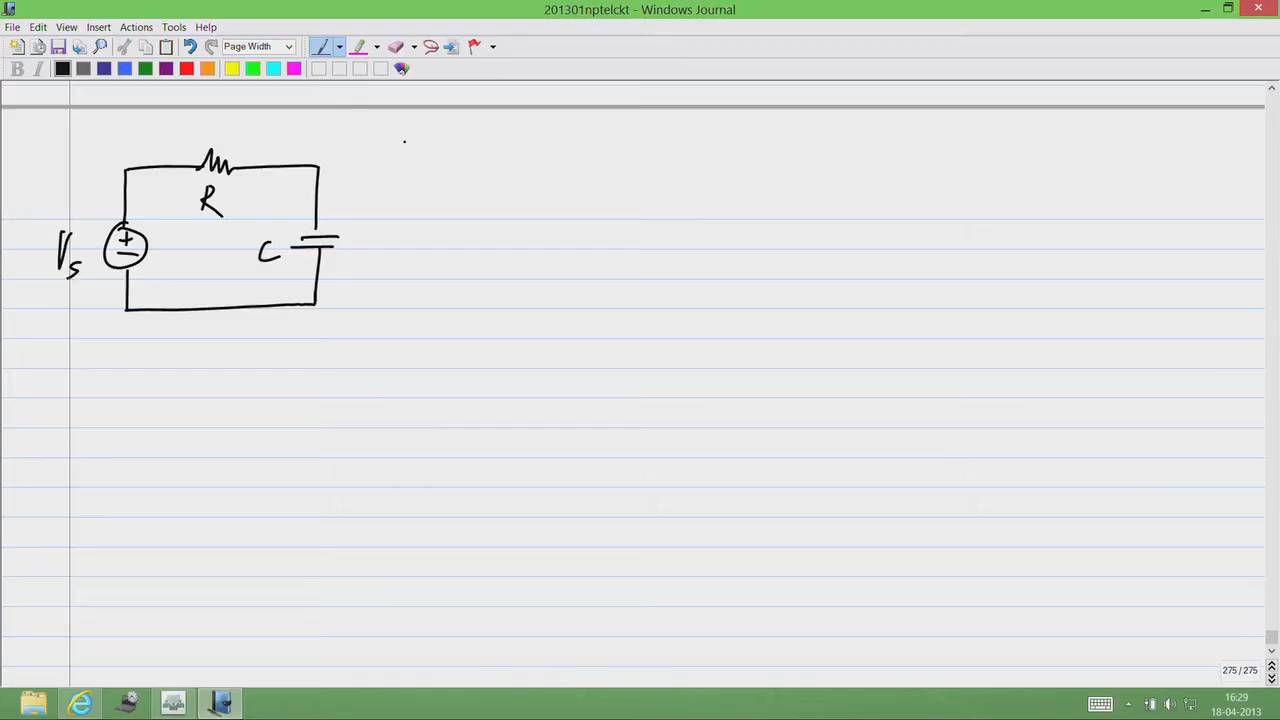 201301nptelckt - Windows Journal
File Edit View Insert Actions Tools Help
Page Width
B I
R
Vs + − C
275 / 275
16:29
18-04-2013